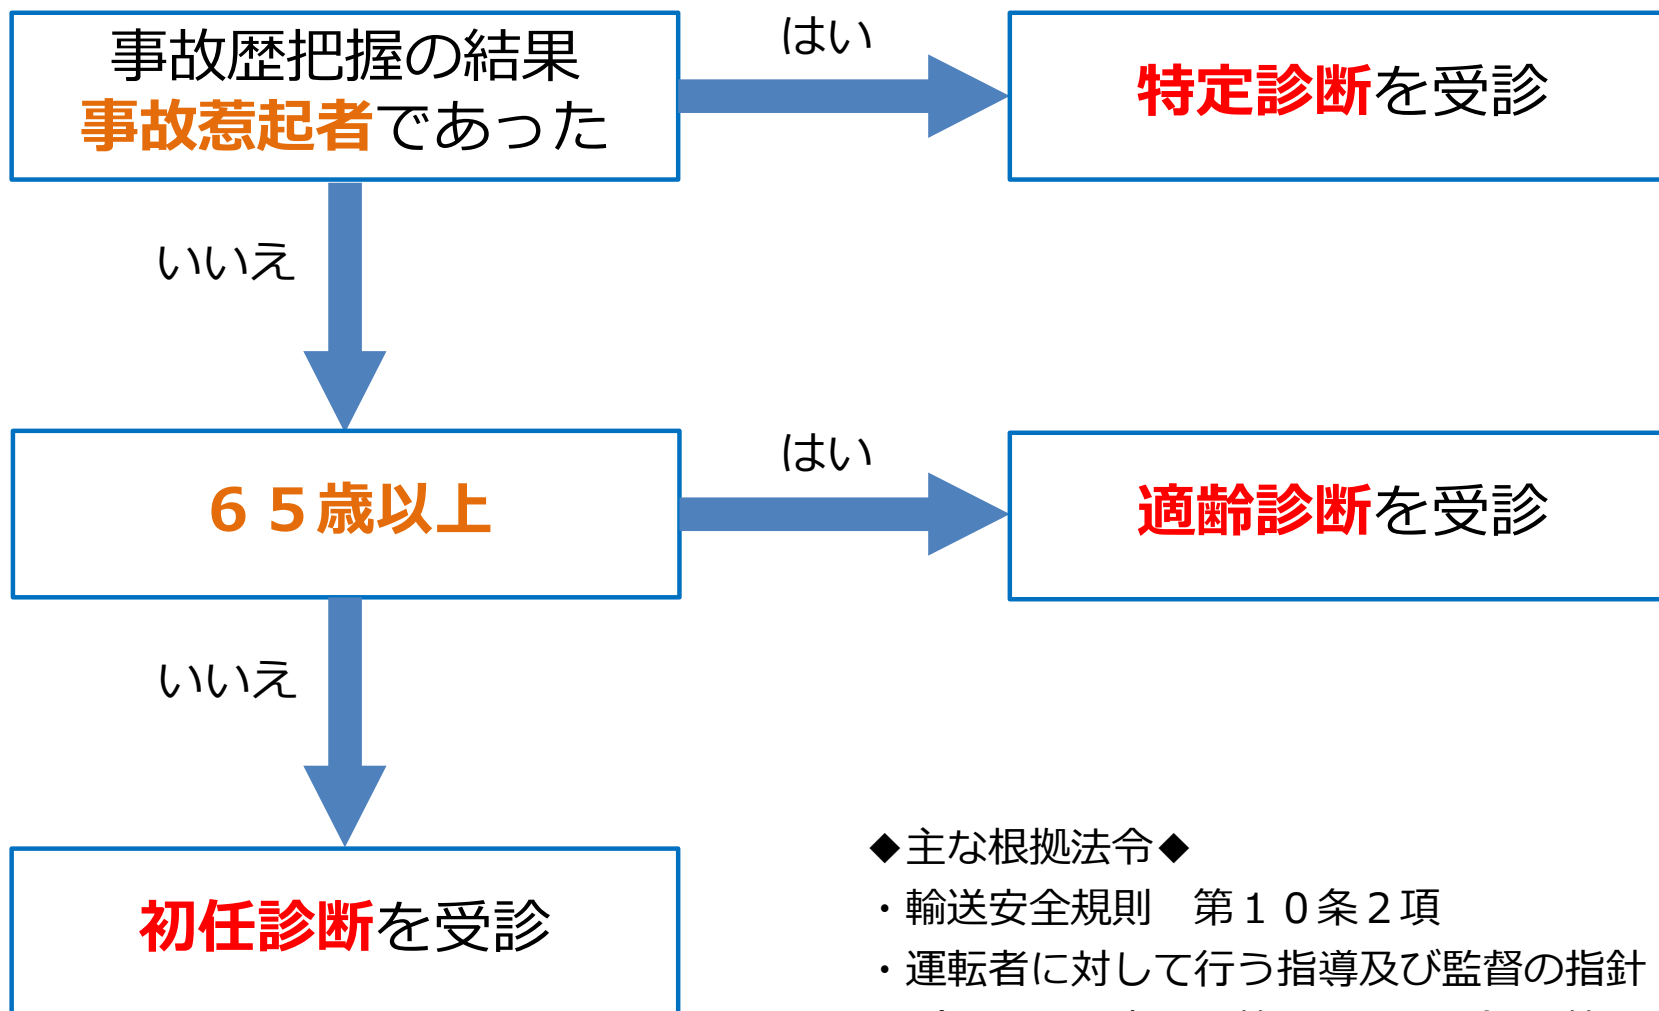 事故歴把握の結果
事故惹起者であった
はい
特定診断を受診
いいえ
６５歳以上
はい
適齢診断を受診
いいえ
初任診断を受診
◆主な根拠法令◆
・輸送安全規則　第１０条２項
・運転者に対して行う指導及び監督の指針